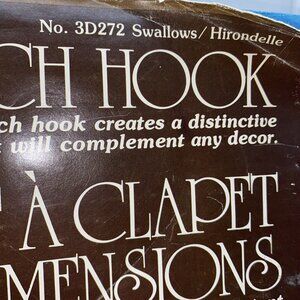 No. 3D272 Swallows/Hirondelle
CH HOOK
ch hook creates a distinctive
will complement any decor.
À CLAPET
MENSIONS